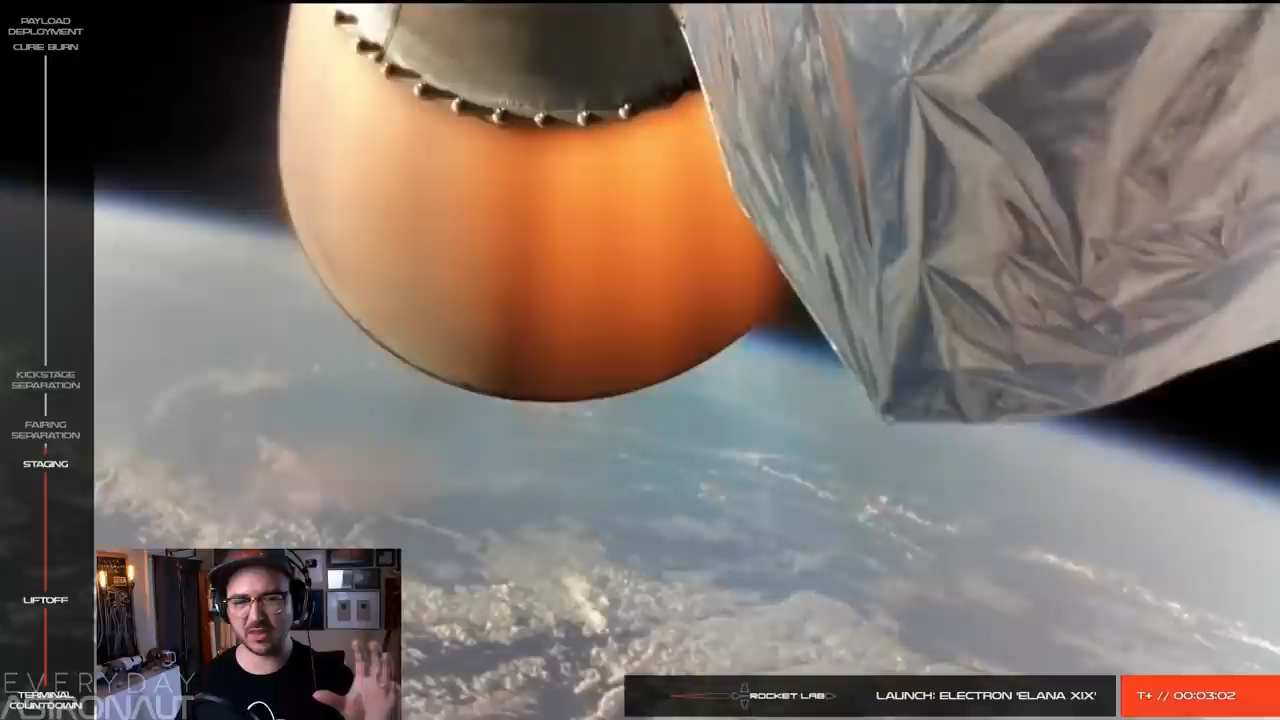 PAYLOAD
DEPLOYMENT
CURIE BURN
KICKSTAGE
SEPARATION
FAIRING
SEPARATION
STAGING
LIFTOFF
EVERYDAY
ASTRONAUT
TERMINAL
COUNTDOWN
ROCKET LAB
LAUNCH: ELECTRON 'ELANA XIX'
T+ // 00:03:02